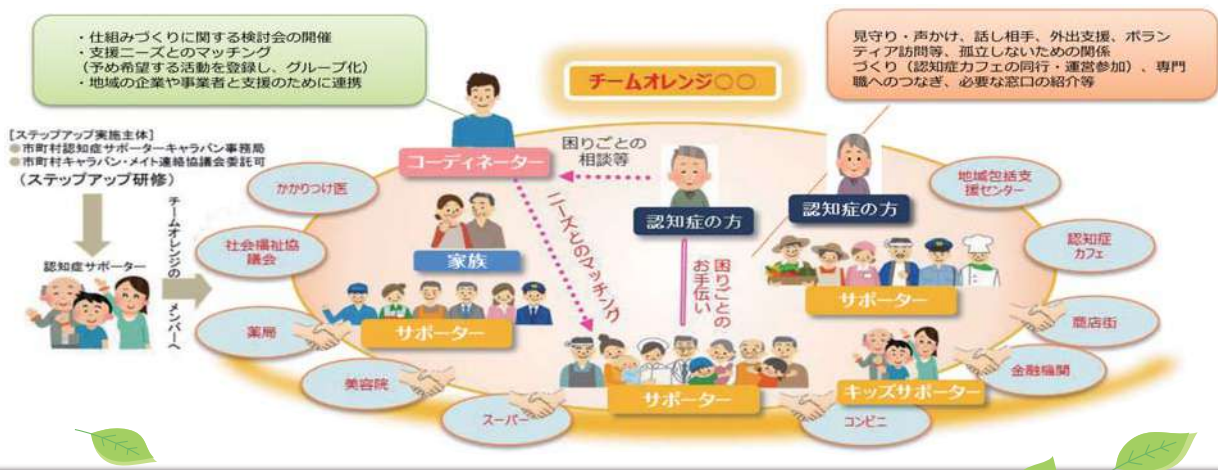 ・仕組みづくりに関する検討会の開催
・支援ニーズとのマッチング
(予め希望する活動を登録し、グループ化)
・地域の企業や事業者と支援のために連携
チームオレンジ○○
見守り・声かけ、話し相手、外出支援、ボラン
ティア訪問等、孤立しないための関係
づくり(認知症カフェの同行・運営参加)、専門
職へのつなぎ、必要な窓口の紹介等
[ステップアップ実施主体]
●市町村認知症サポーターキャラバン事務局
●市町村キャラバン・メイト連絡協議会委託可
(ステップアップ研修)
チームオレンジの
メンバーへ
認知症サポーター
コーディネーター
困りごとの
相談等
認知症の方
認知症の方
ニーズとのマッチング
困りごとの
お手伝い
家族
サポーター
サポーター
サポーター
キッズサポーター
かかりつけ医
社会福祉協
議会
薬局
美容院
スーパー
コンビニ
金融機関
商店街
認知症
カフェ
地域包括支
援センター